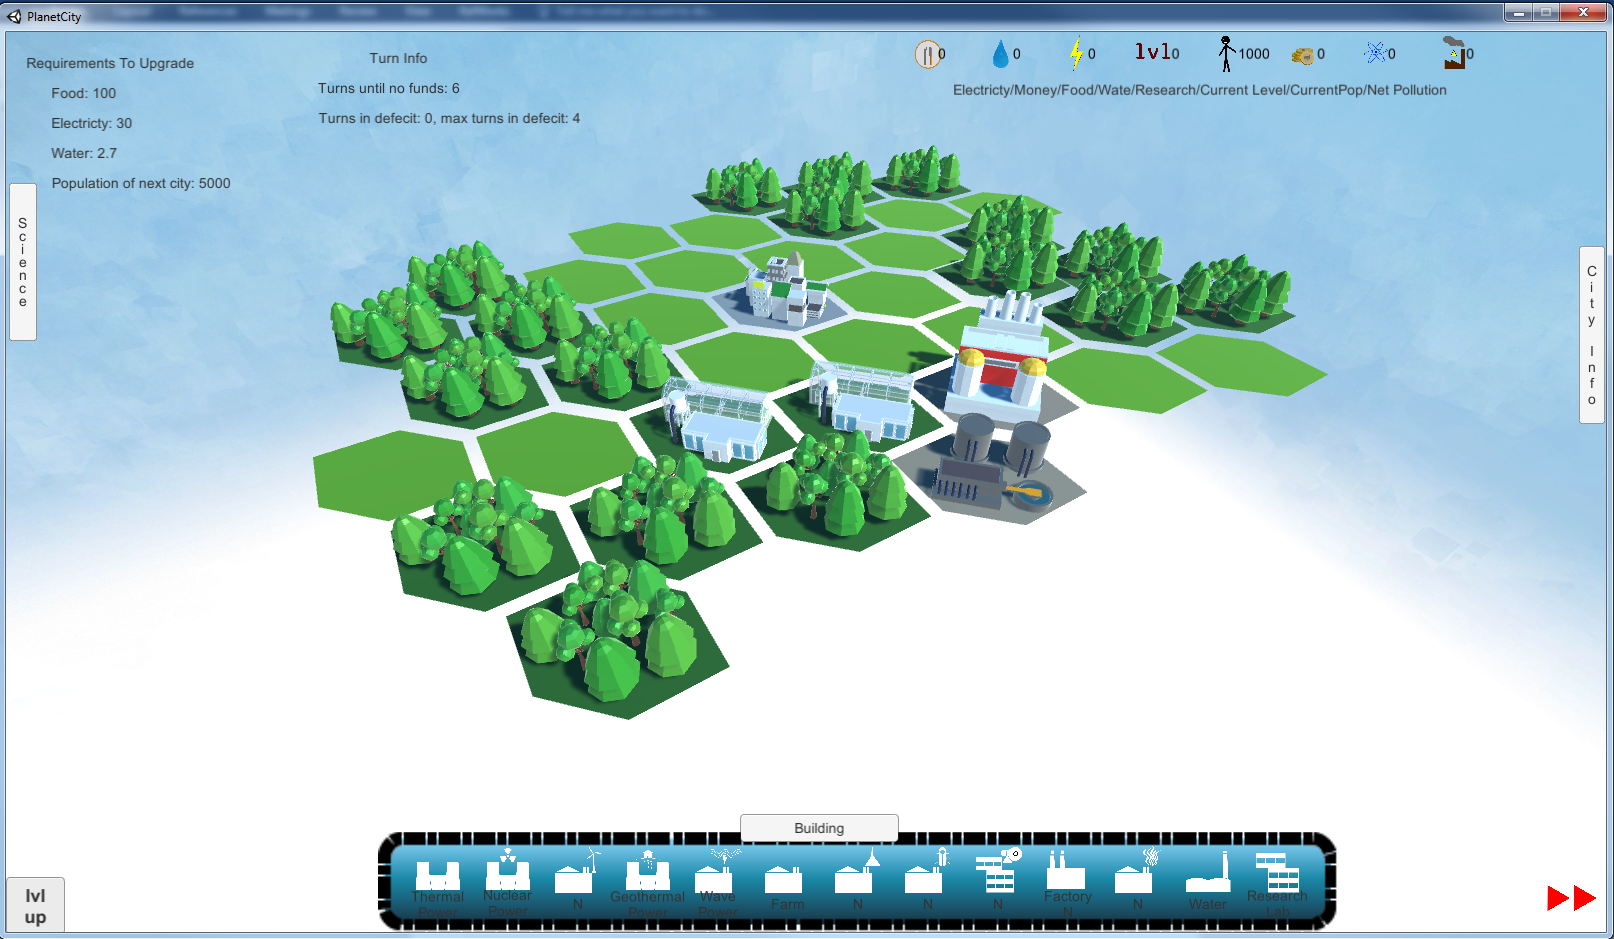 PlanetCity
Requirements To Upgrade
Food: 100
Electricty: 30
Water: 2.7
Population of next city: 5000
Turn Info
Turns until no funds: 6
Turns in defecit: 0, max turns in defecit: 4
0 0 0 lvl0 1000 0 0 0
Electricty/Money/Food/Wate/Research/Current Level/CurrentPop/Net Pollution
Science
City Info
Building
Thermal Power
Nuclear Power
N
Geothermal Power
Wave Power
Farm
N
N
N
Factory N
N
Water
Research Lab
lvl
up